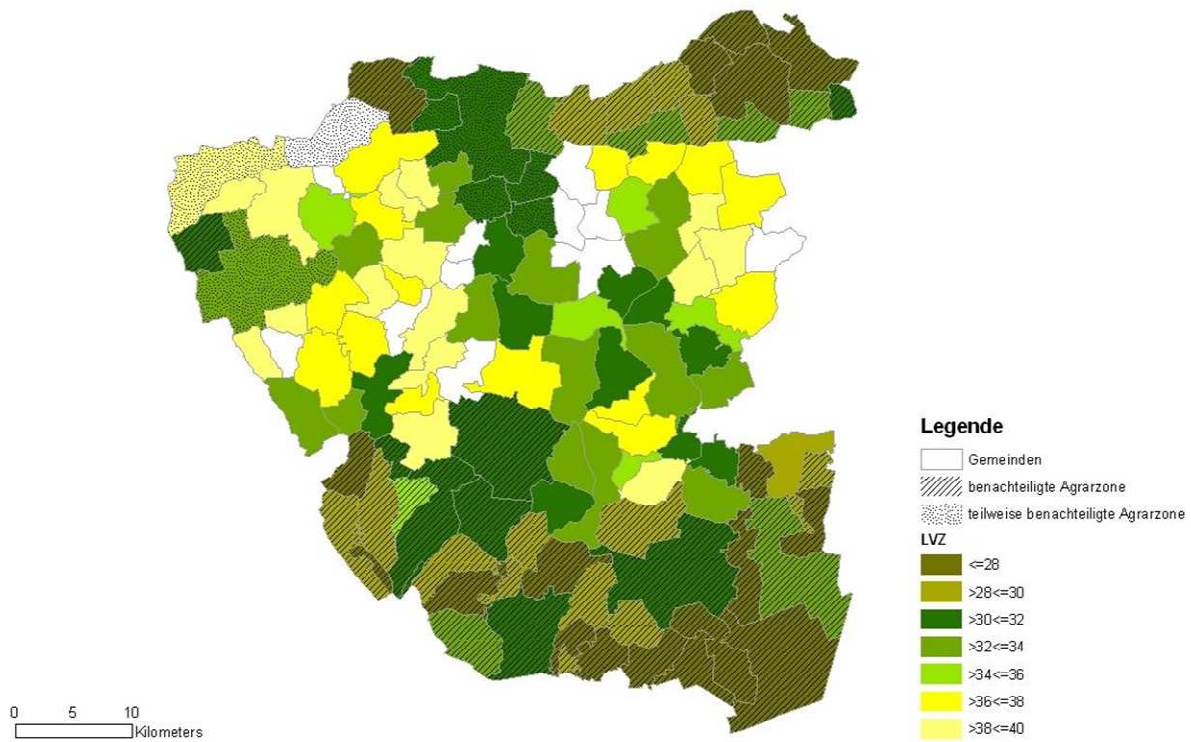 Legende
Gemeinden
benachteiligte Agrarzone
teilweise benachteiligte Agrarzone
LVZ
<=28
>28<=30
>30<=32
>32<=34
>34<=36
>36<=38
>38<=40
0 5 10
Kilometers